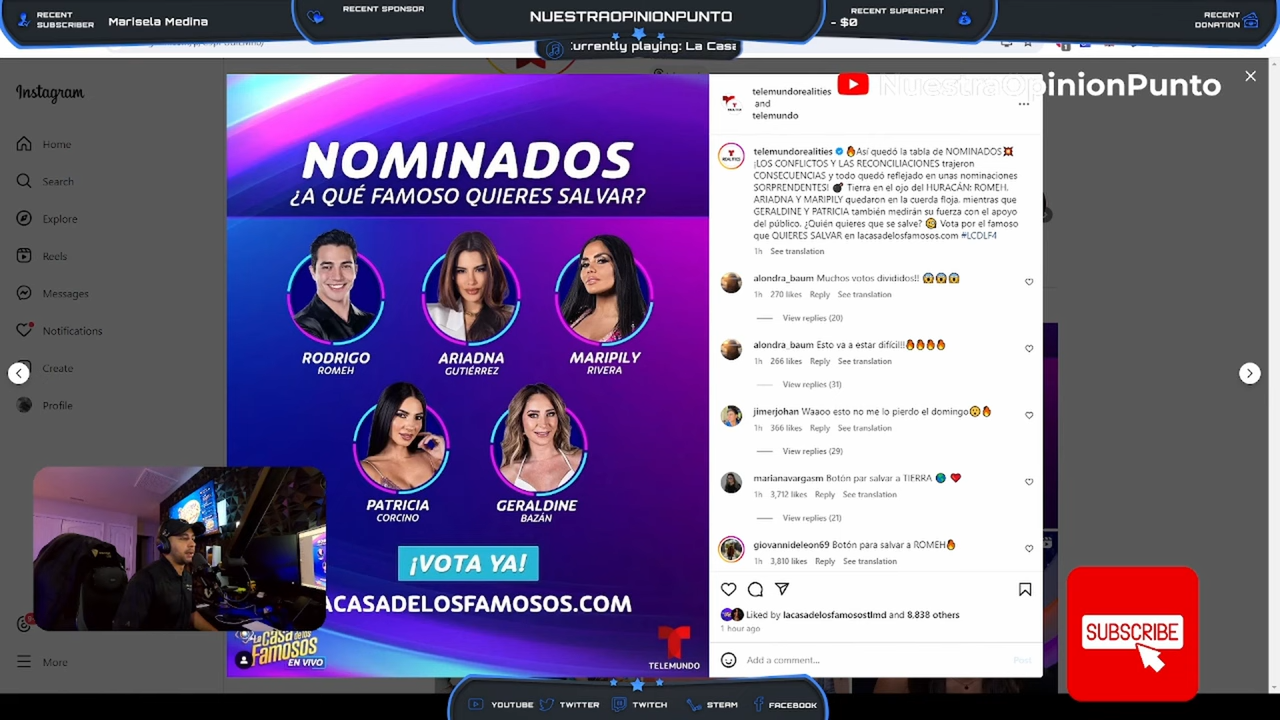 RECENT
SUBSCRIBER
Marisela Medina
RECENT SPONSOR
NUESTRAOPINIONPUNTO
RECENT SUPERCHAT
- $0
RECENT
DONATION
urrently playing: La Casa
NuestraOpinionPunto
Instagram
Home
Search
Explore
Reels
Messages
Notifications
Create
Profile
More
NOMINADOS
¿A QUÉ FAMOSO QUIERES SALVAR?
RODRIGO
ROMEH
ARIADNA
GUTIÉRREZ
MARIPILY
RIVERA
PATRICIA
CORCINO
GERALDINE
BAZÁN
¡VOTA YA!
ACASADELOSFAMOSOS.COM
La Casa de los
Famosos
EN VIVO
TELEMUNDO
telemundorealities
and
telemundo
telemundorealities 🔥Así quedó la tabla de NOMINADOS💥
¡LOS CONFLICTOS Y LAS RECONCILIACIONES trajeron
CONSECUENCIAS y todo quedó reflejado en unas nominaciones
SORPRENDENTES! 💣 Tierra en el ojo del HURACÁN: ROMEH,
ARIADNA Y MARIPILY quedaron en la cuerda floja, mientras que
GERALDINE Y PATRICIA también medirán su fuerza con el apoyo
del público. ¿Quién quieres que se salve? 🧐 Vota por el famoso
que QUIERES SALVAR en lacasadelosfamosos.com #LCDLF4
1h See translation
alondra_baum Muchos votos divididos!! 😱😱😱
1h 270 likes Reply See translation
View replies (20)
alondra_baum Esto va a estar difícil!!🔥🔥🔥🔥
1h 266 likes Reply See translation
View replies (31)
jimerjohan Waaoo esto no me lo pierdo el domingo😯🔥
1h 366 likes Reply See translation
View replies (29)
marianavargasm Botón par salvar a TIERRA 🌎 ❤️
1h 3,712 likes Reply See translation
View replies (21)
giovannideleon69 Botón para salvar a ROMEH🔥
1h 3,810 likes Reply See translation
Liked by lacasadelosfamosostlmd and 8,838 others
1 hour ago
Add a comment...
Post
SUBSCRIBE
YOUTUBE
TWITTER
TWITCH
STEAM
FACEBOOK